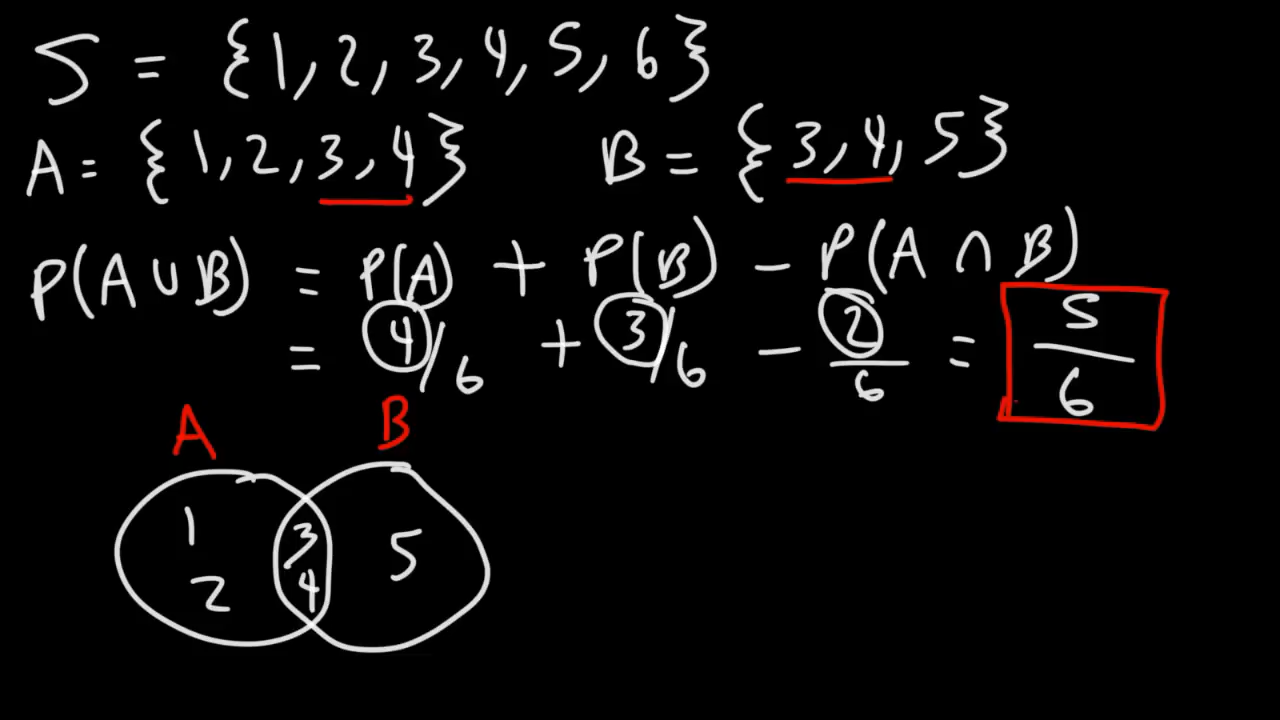 S = {1, 2, 3, 4, 5, 6}
A = {1, 2, 3, 4} B = {3, 4, 5}
P(A ∪ B) = P(A) + P(B) - P(A ∩ B)
= 4/6 + 3/6 - 2/6 = 5/6
A B
1 3 5
2 4